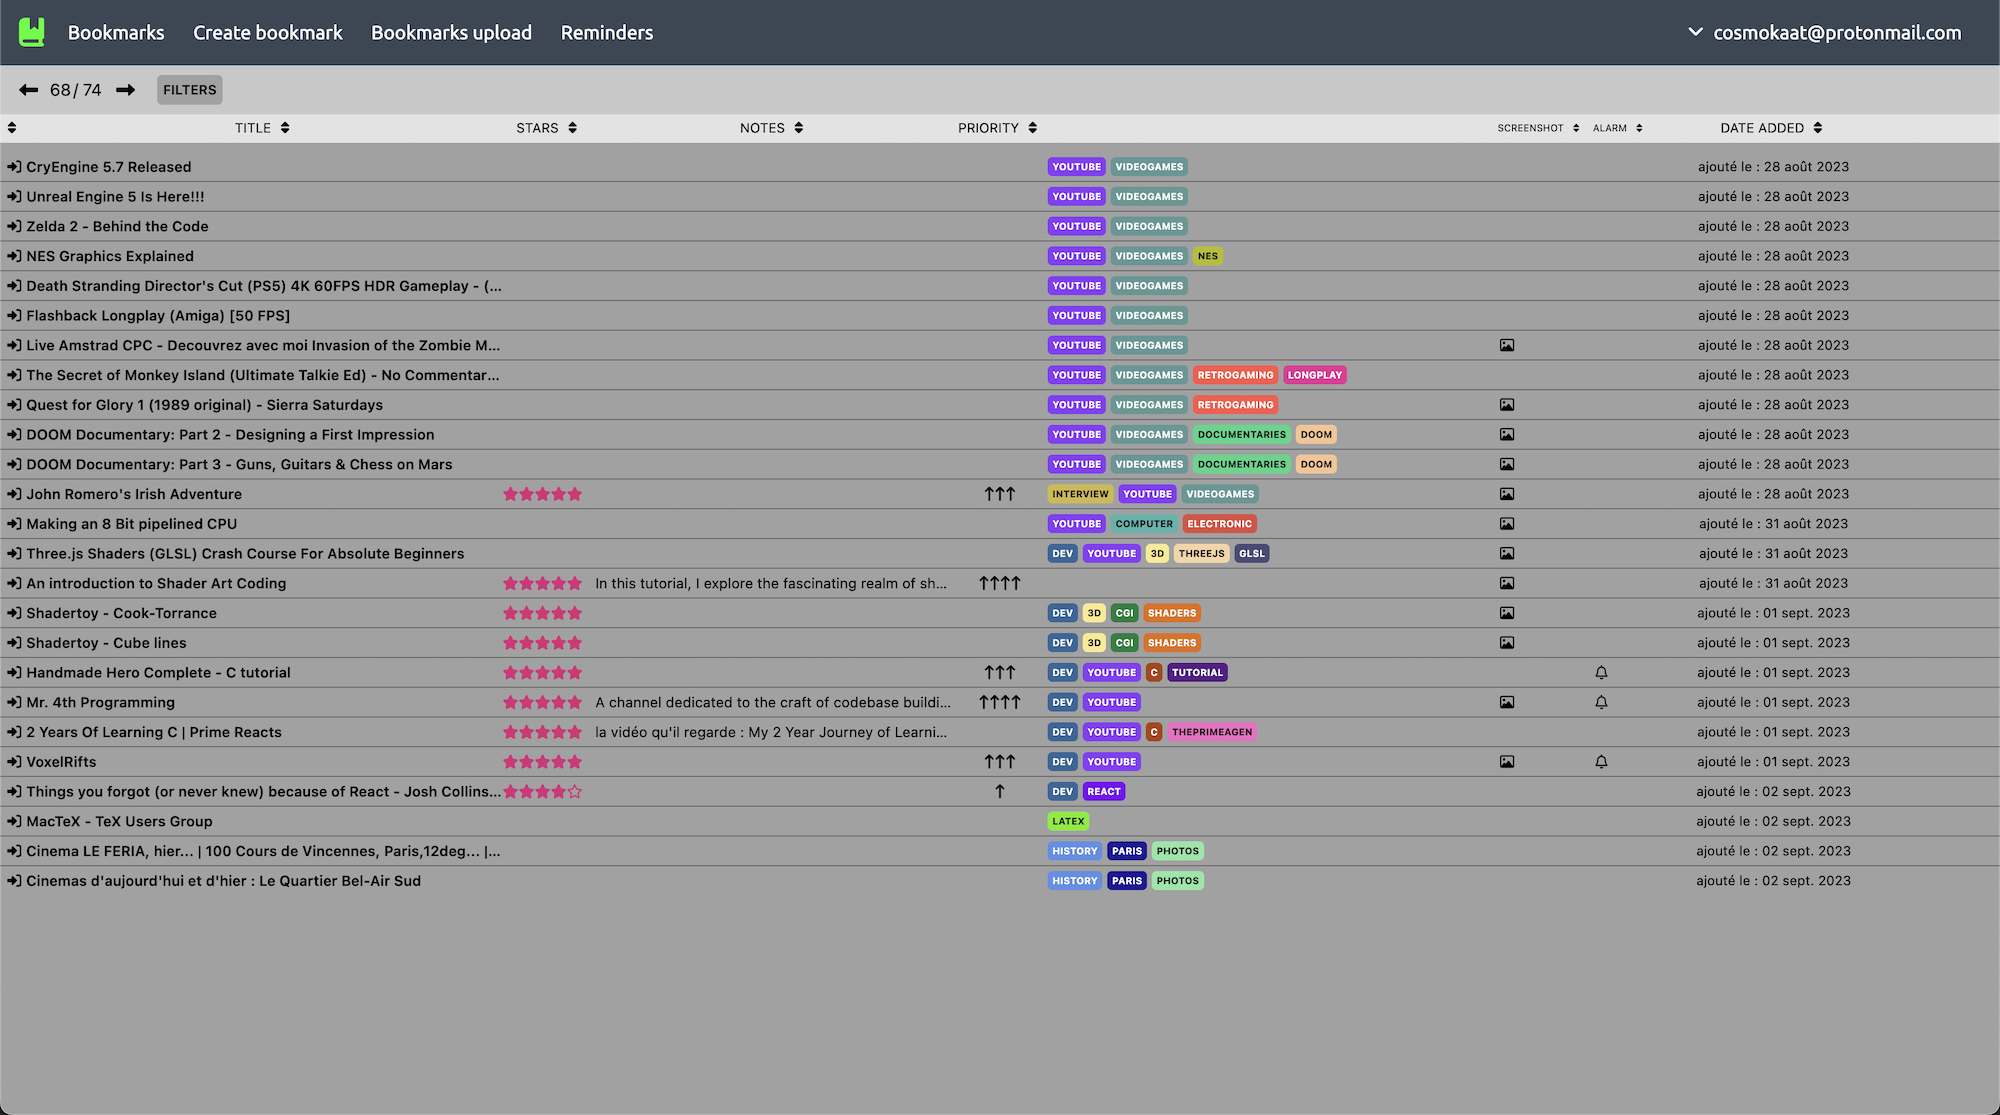 Bookmarks Create bookmark Bookmarks upload Reminders cosmokaat@protonmail.com
68/ 74 FILTERS
TITLE STARS NOTES PRIORITY SCREENSHOT ALARM DATE ADDED
CryEngine 5.7 Released YOUTUBE VIDEOGAMES ajouté le : 28 août 2023
Unreal Engine 5 Is Here!!! YOUTUBE VIDEOGAMES ajouté le : 28 août 2023
Zelda 2 - Behind the Code YOUTUBE VIDEOGAMES ajouté le : 28 août 2023
NES Graphics Explained YOUTUBE VIDEOGAMES NES ajouté le : 28 août 2023
Death Stranding Director's Cut (PS5) 4K 60FPS HDR Gameplay - (... YOUTUBE VIDEOGAMES ajouté le : 28 août 2023
Flashback Longplay (Amiga) [50 FPS] YOUTUBE VIDEOGAMES ajouté le : 28 août 2023
Live Amstrad CPC - Decouvrez avec moi Invasion of the Zombie M... YOUTUBE VIDEOGAMES ajouté le : 28 août 2023
The Secret of Monkey Island (Ultimate Talkie Ed) - No Commentar... YOUTUBE VIDEOGAMES RETROGAMING LONGPLAY ajouté le : 28 août 2023
Quest for Glory 1 (1989 original) - Sierra Saturdays YOUTUBE VIDEOGAMES RETROGAMING ajouté le : 28 août 2023
DOOM Documentary: Part 2 - Designing a First Impression YOUTUBE VIDEOGAMES DOCUMENTARIES DOOM ajouté le : 28 août 2023
DOOM Documentary: Part 3 - Guns, Guitars & Chess on Mars YOUTUBE VIDEOGAMES DOCUMENTARIES DOOM ajouté le : 28 août 2023
John Romero's Irish Adventure INTERVIEW YOUTUBE VIDEOGAMES ajouté le : 28 août 2023
Making an 8 Bit pipelined CPU YOUTUBE COMPUTER ELECTRONIC ajouté le : 31 août 2023
Three.js Shaders (GLSL) Crash Course For Absolute Beginners DEV YOUTUBE 3D THREEJS GLSL ajouté le : 31 août 2023
An introduction to Shader Art Coding In this tutorial, I explore the fascinating realm of sh... ajouté le : 31 août 2023
Shadertoy - Cook-Torrance DEV 3D CGI SHADERS ajouté le : 01 sept. 2023
Shadertoy - Cube lines DEV 3D CGI SHADERS ajouté le : 01 sept. 2023
Handmade Hero Complete - C tutorial DEV YOUTUBE C TUTORIAL ajouté le : 01 sept. 2023
Mr. 4th Programming A channel dedicated to the craft of codebase buildi... DEV YOUTUBE ajouté le : 01 sept. 2023
2 Years Of Learning C | Prime Reacts la vidéo qu'il regarde : My 2 Year Journey of Learni... DEV YOUTUBE C THEPRIMEAGEN ajouté le : 01 sept. 2023
VoxelRifts DEV YOUTUBE ajouté le : 01 sept. 2023
Things you forgot (or never knew) because of React - Josh Collins... DEV REACT ajouté le : 02 sept. 2023
MacTeX - TeX Users Group LATEX ajouté le : 02 sept. 2023
Cinema LE FERIA, hier... | 100 Cours de Vincennes, Paris,12deg... |... HISTORY PARIS PHOTOS ajouté le : 02 sept. 2023
Cinemas d'aujourd'hui et d'hier : Le Quartier Bel-Air Sud HISTORY PARIS PHOTOS ajouté le : 02 sept. 2023